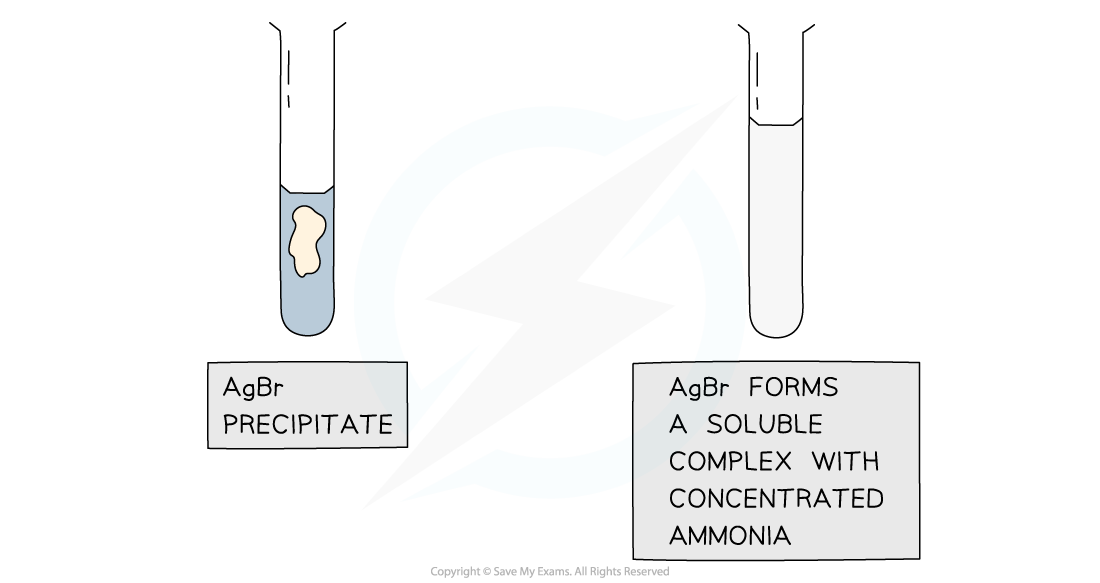 AgBr
PRECIPITATE
AgBr FORMS
A SOLUBLE
COMPLEX WITH
CONCENTRATED
AMMONIA
Copyright © Save My Exams. All Rights Reserved